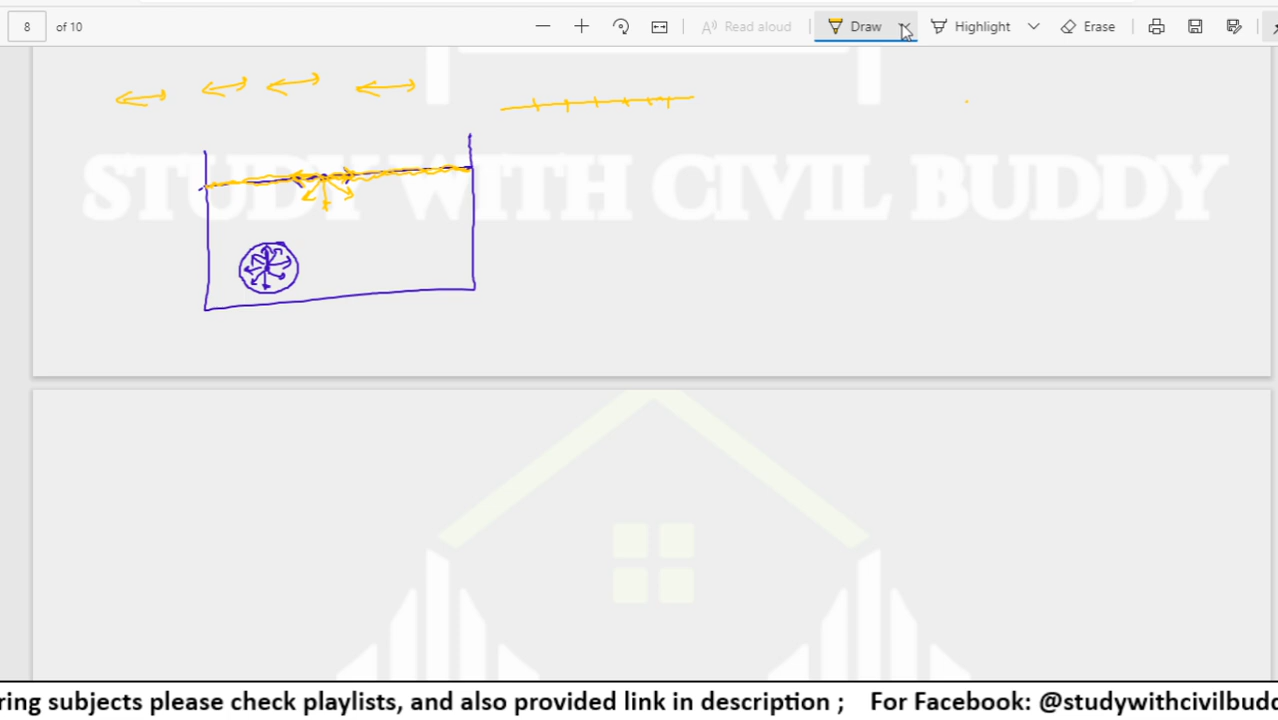 8 of 10 Read aloud Draw Highlight Erase
STUDY WITH CIVIL BUDDY
ring subjects please check playlists, and also provided link in description ; For Facebook: @studywithcivilbudd